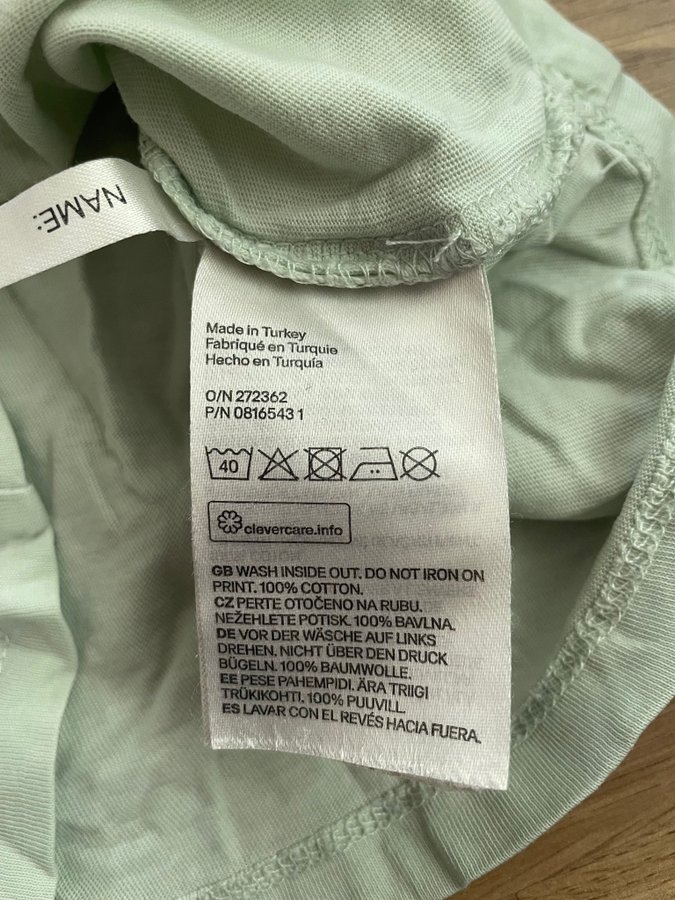 NAME:
Made in Turkey
Fabriqué en Turquie
Hecho en Turquía
O/N 272362
P/N 0816543 1
40
clevercare.info
GB WASH INSIDE OUT. DO NOT IRON ON
PRINT. 100% COTTON.
CZ PERTE OTOČENO NA RUBU.
NEŽEHLETE POTISK. 100% BAVLNA.
DE VOR DER WÄSCHE AUF LINKS
DREHEN. NICHT ÜBER DEN DRUCK
BÜGELN. 100% BAUMWOLLE.
EE PESE PAHEMPIDI. ÄRA TRIIGI
TRÜKIKOHTI. 100% PUUVILL.
ES LAVAR CON EL REVÉS HACIA FUERA.